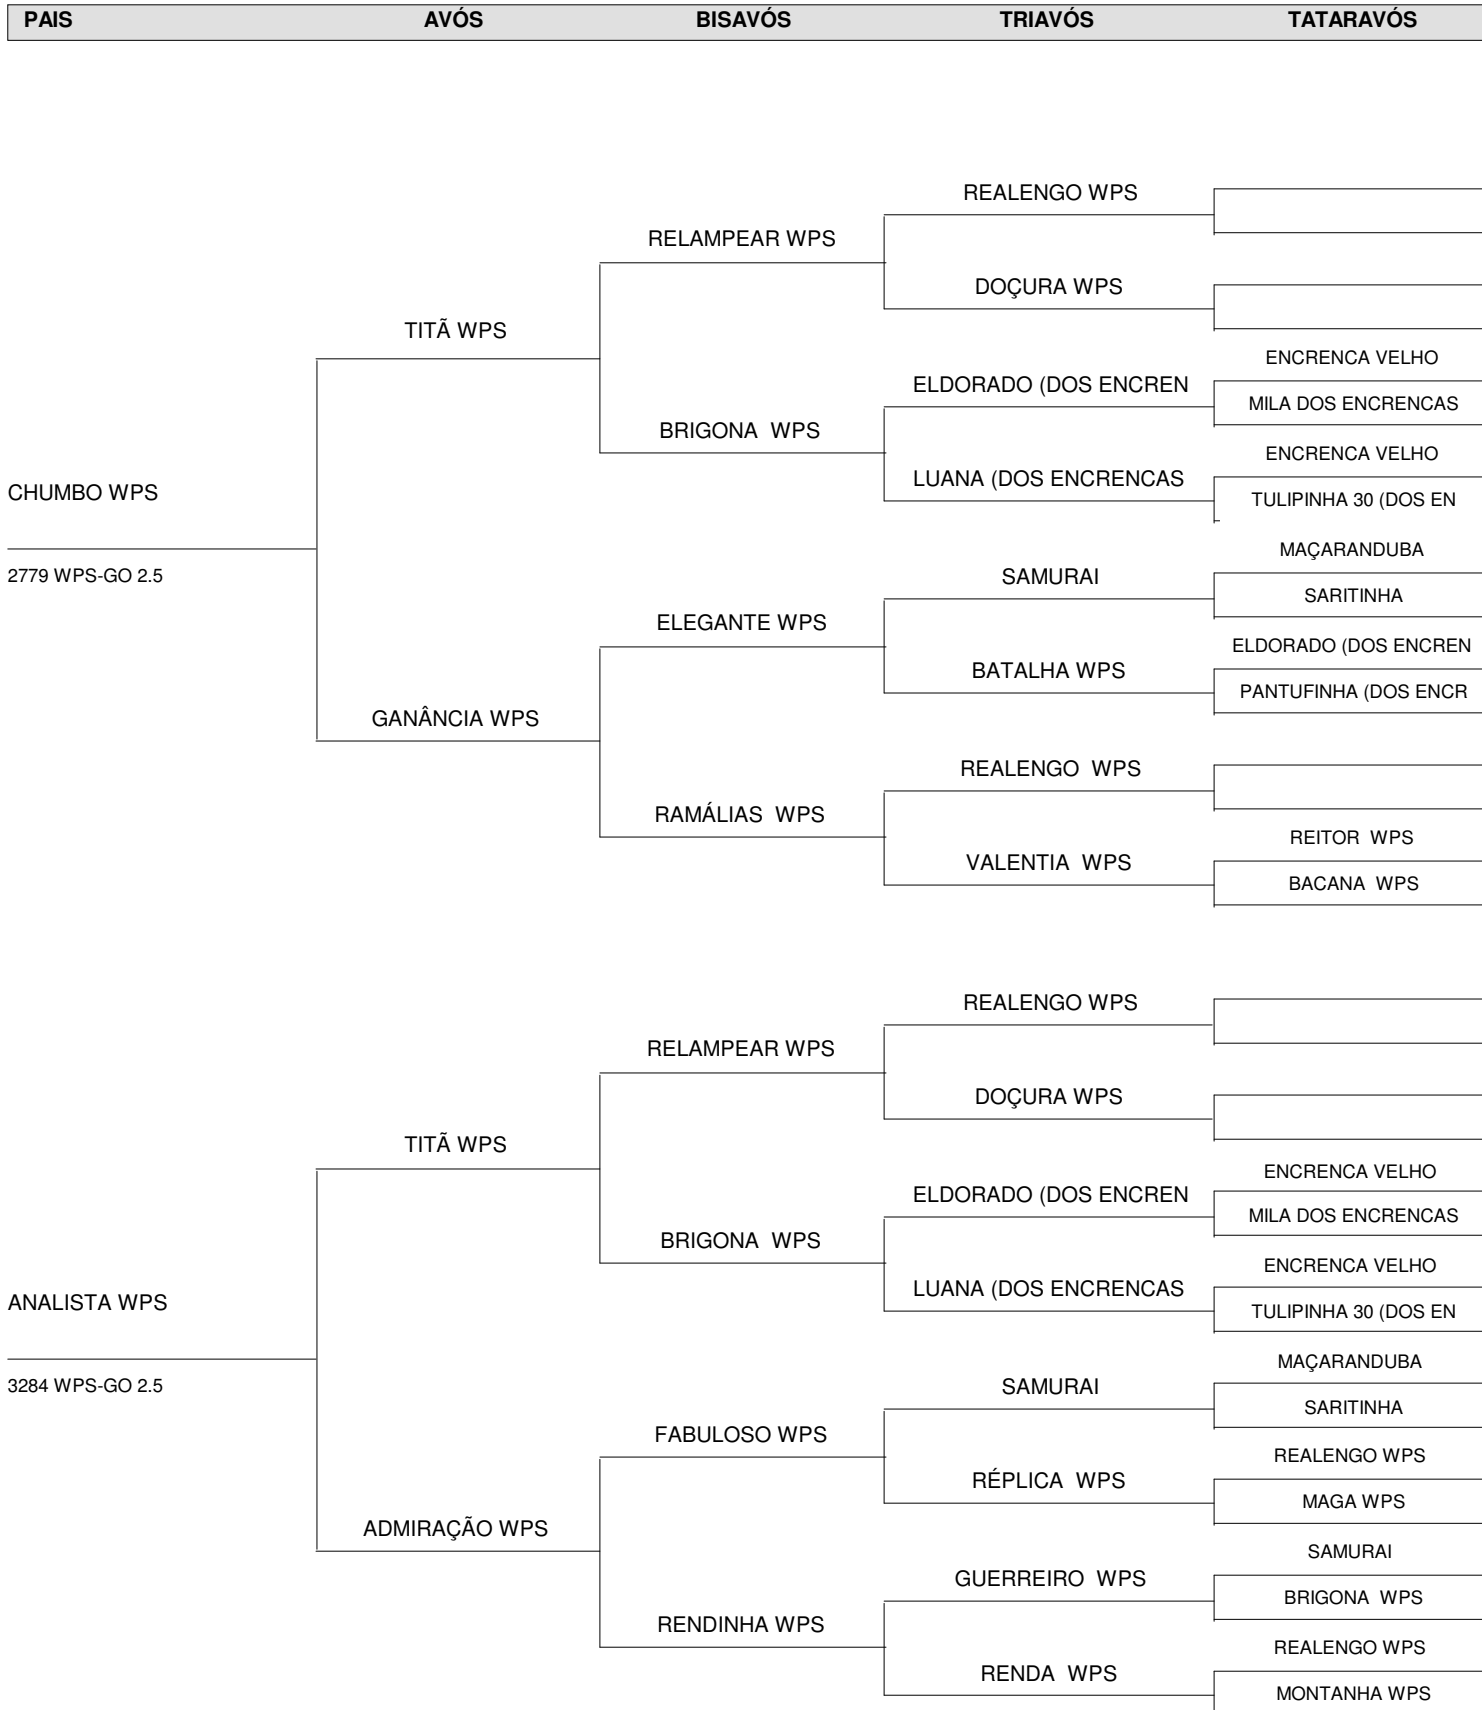 PAIS AVÓS BISAVÓS TRIAVÓS TATARAVÓS
REALENGO WPS
RELAMPEAR WPS
DOÇURA WPS
TITÃ WPS
ENCRENCA VELHO
ELDORADO (DOS ENCREN
MILA DOS ENCRENCAS
BRIGONA WPS
ENCRENCA VELHO
LUANA (DOS ENCRENCAS
CHUMBO WPS
TULIPINHA 30 (DOS EN
MAÇARANDUBA
2779 WPS-GO 2.5
SAMURAI
SARITINHA
ELEGANTE WPS
ELDORADO (DOS ENCREN
BATALHA WPS
PANTUFINHA (DOS ENCR
GANÂNCIA WPS
REALENGO WPS
RAMÁLIAS WPS
REITOR WPS
VALENTIA WPS
BACANA WPS
REALENGO WPS
RELAMPEAR WPS
DOÇURA WPS
TITÃ WPS
ENCRENCA VELHO
ELDORADO (DOS ENCREN
MILA DOS ENCRENCAS
BRIGONA WPS
ENCRENCA VELHO
LUANA (DOS ENCRENCAS
ANALISTA WPS
TULIPINHA 30 (DOS EN
MAÇARANDUBA
3284 WPS-GO 2.5
SAMURAI
SARITINHA
FABULOSO WPS
REALENGO WPS
RÉPLICA WPS
MAGA WPS
ADMIRAÇÃO WPS
SAMURAI
GUERREIRO WPS
BRIGONA WPS
RENDINHA WPS
REALENGO WPS
RENDA WPS
MONTANHA WPS